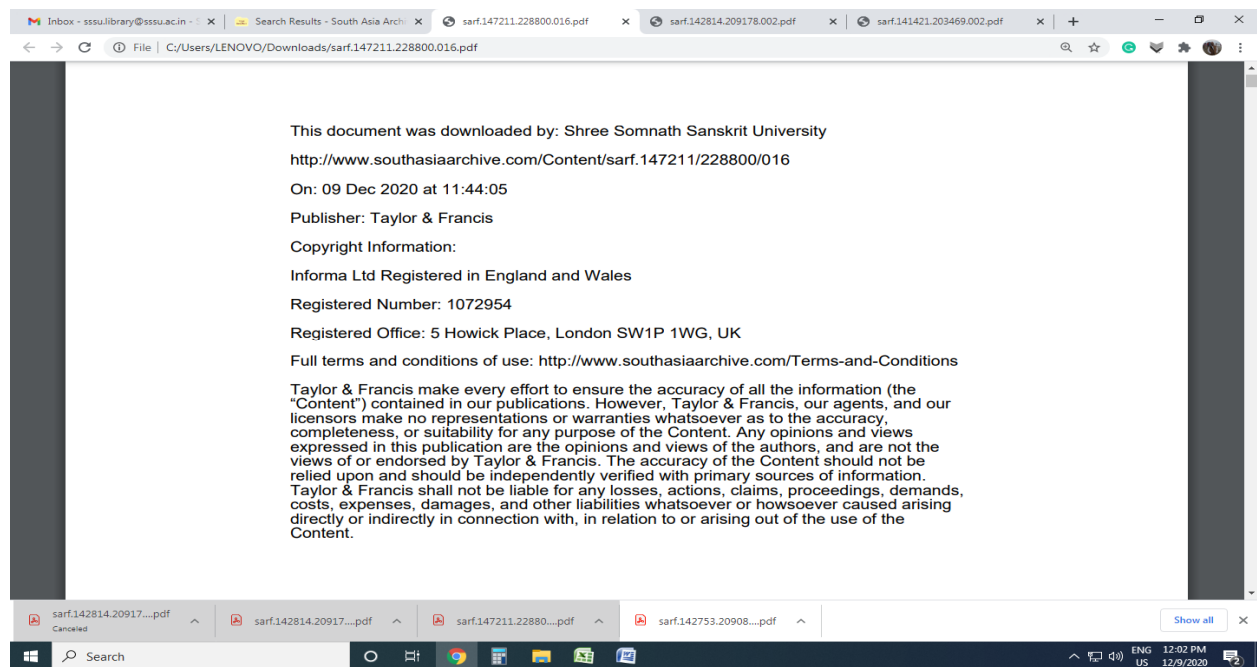 Inbox - sssu.library@sssu.ac.in - S
Search Results - South Asia Archi
sarf.147211.228800.016.pdf
sarf.142814.209178.002.pdf
sarf.141421.203469.002.pdf
File | C:/Users/LENOVO/Downloads/sarf.147211.228800.016.pdf
This document was downloaded by: Shree Somnath Sanskrit University
http://www.southasiaarchive.com/Content/sarf.147211/228800/016
On: 09 Dec 2020 at 11:44:05
Publisher: Taylor & Francis
Copyright Information:
Informa Ltd Registered in England and Wales
Registered Number: 1072954
Registered Office: 5 Howick Place, London SW1P 1WG, UK
Full terms and conditions of use: http://www.southasiaarchive.com/Terms-and-Conditions
Taylor & Francis make every effort to ensure the accuracy of all the information (the
“Content”) contained in our publications. However, Taylor & Francis, our agents, and our
licensors make no representations or warranties whatsoever as to the accuracy,
completeness, or suitability for any purpose of the Content. Any opinions and views
expressed in this publication are the opinions and views of the authors, and are not the
views of or endorsed by Taylor & Francis. The accuracy of the Content should not be
relied upon and should be independently verified with primary sources of information.
Taylor & Francis shall not be liable for any losses, actions, claims, proceedings, demands,
costs, expenses, damages, and other liabilities whatsoever or howsoever caused arising
directly or indirectly in connection with, in relation to or arising out of the use of the
Content.
sarf.142814.20917....pdf
Canceled
sarf.142814.20917....pdf
sarf.147211.22880....pdf
sarf.142753.20908....pdf
Show all
Search
ENG
US
12:02 PM
12/9/2020
2